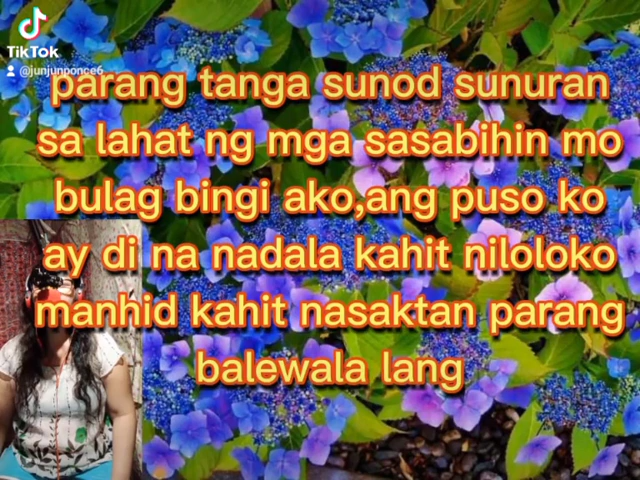 TikTok
@junjunponce6
parang tanga sunod sunuran
sa lahat ng mga sasabihin mo
bulag bingi ako,ang puso ko
ay di na nadala kahit niloloko
manhid kahit nasaktan parang
balewala lang